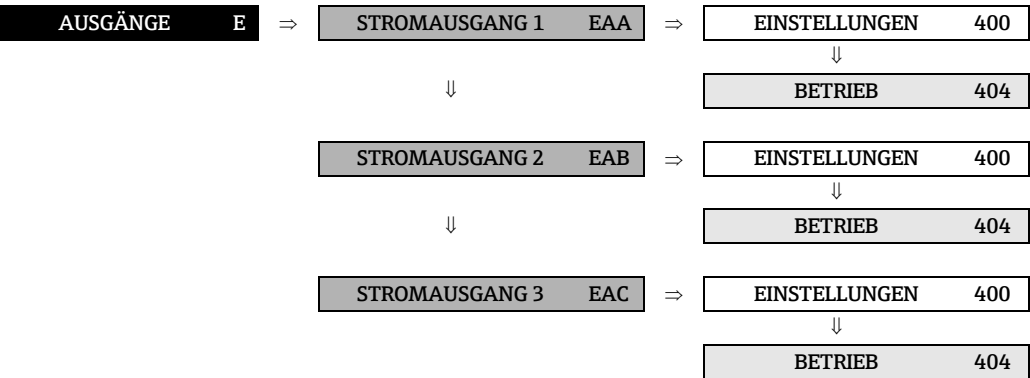 AUSGÄNGE E ⇒ STROMAUSGANG 1 EAA ⇒ EINSTELLUNGEN 400
⇓
⇓ BETRIEB 404
STROMAUSGANG 2 EAB ⇒ EINSTELLUNGEN 400
⇓
⇓ BETRIEB 404
STROMAUSGANG 3 EAC ⇒ EINSTELLUNGEN 400
⇓
BETRIEB 404